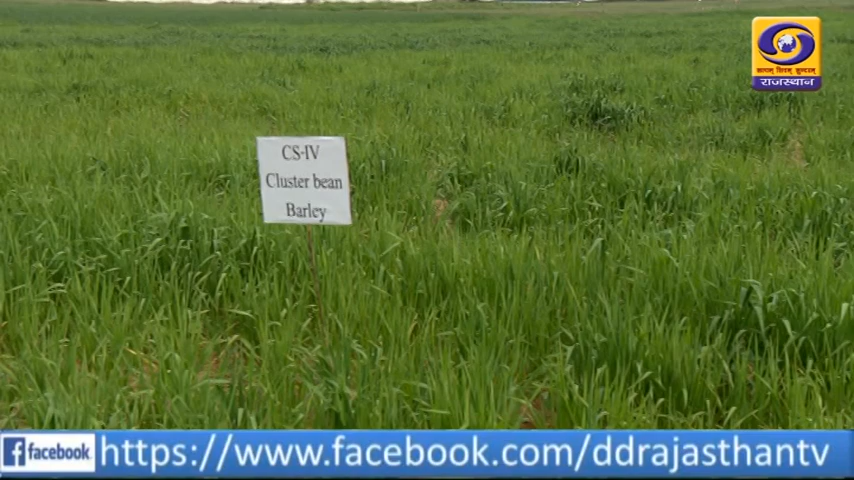 राजस्थान
CS-IV
Cluster bean
Barley
facebook
https://www.facebook.com/ddrajasthantv